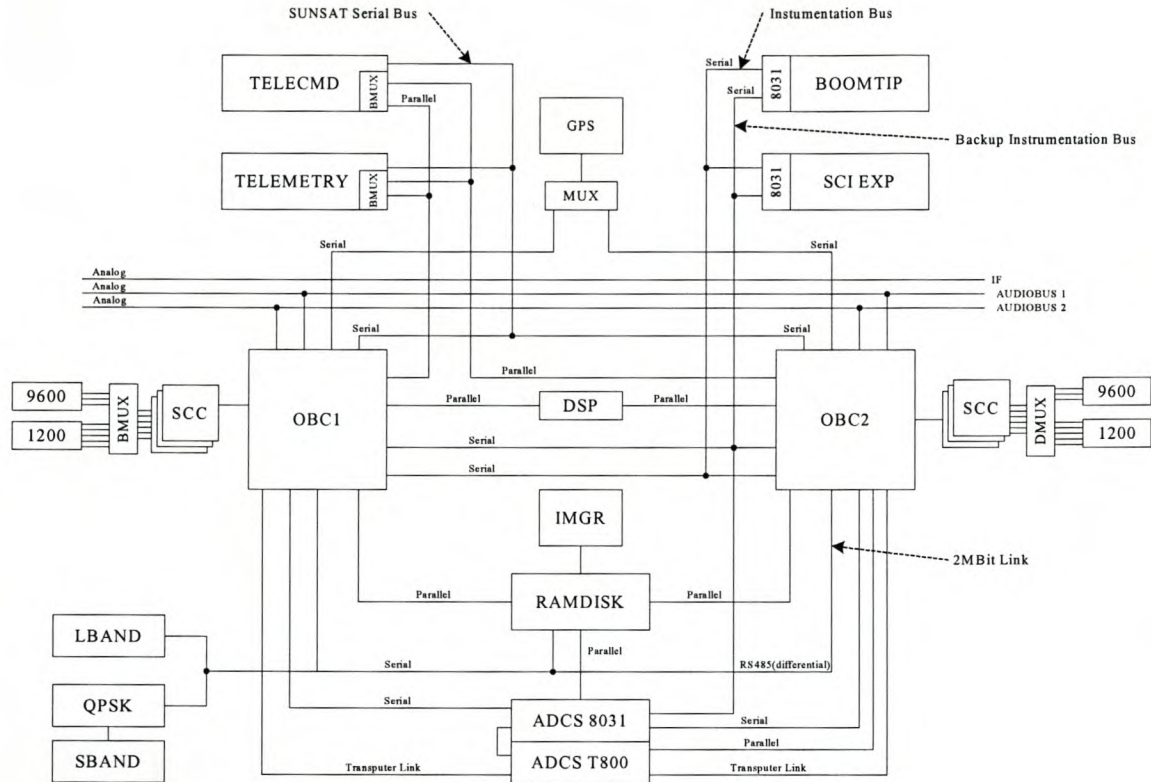 SUNSAT Serial Bus
Instumentation Bus
TELECMD
BMUX
Parallel
Serial
Serial
8031
BOOMTIP
GPS
Backup Instrumentation Bus
TELEMETRY
BMUX
MUX
8031
SCI EXP
Serial
Serial
Analog
IF
Analog
AUDIOBUS 1
Analog
AUDIOBUS 2
Serial
Serial
Parallel
9600
1200
BMUX
SCC
OBC1
Parallel
DSP
Parallel
OBC2
SCC
DMUX
9600
1200
Serial
Serial
IMGR
2MBit Link
Parallel
RAMDISK
Parallel
LBAND
Parallel
Serial
RS485(differential)
QPSK
Serial
ADCS 8031
Serial
SBAND
ADCS T800
Parallel
Transputer Link
Transputer Link